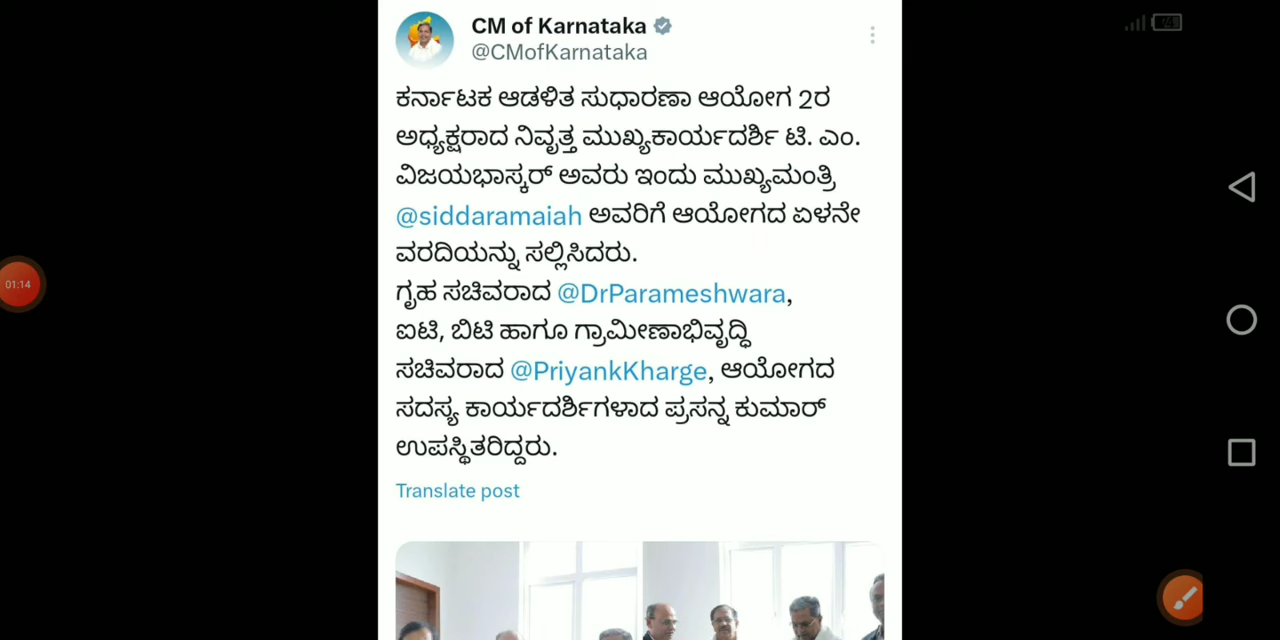 CM of Karnataka
@CMofKarnataka
ಕರ್ನಾಟಕ ಆಡಳಿತ ಸುಧಾರಣಾ ಆಯೋಗ 2ರ
ಅಧ್ಯಕ್ಷರಾದ ನಿವೃತ್ತ ಮುಖ್ಯಕಾರ್ಯದರ್ಶಿ ಟಿ. ಎಂ.
ವಿಜಯಭಾಸ್ಕರ್ ಅವರು ಇಂದು ಮುಖ್ಯಮಂತ್ರಿ
@siddaramaiah ಅವರಿಗೆ ಆಯೋಗದ ಏಳನೇ
ವರದಿಯನ್ನು ಸಲ್ಲಿಸಿದರು.
ಗೃಹ ಸಚಿವರಾದ @DrParameshwara,
ಐಟಿ, ಬಿಟಿ ಹಾಗೂ ಗ್ರಾಮೀಣಾಭಿವೃದ್ಧಿ
ಸಚಿವರಾದ @PriyankKharge, ಆಯೋಗದ
ಸದಸ್ಯ ಕಾರ್ಯದರ್ಶಿಗಳಾದ ಪ್ರಸನ್ನ ಕುಮಾರ್
ಉಪಸ್ಥಿತರಿದ್ದರು.
Translate post
01:14